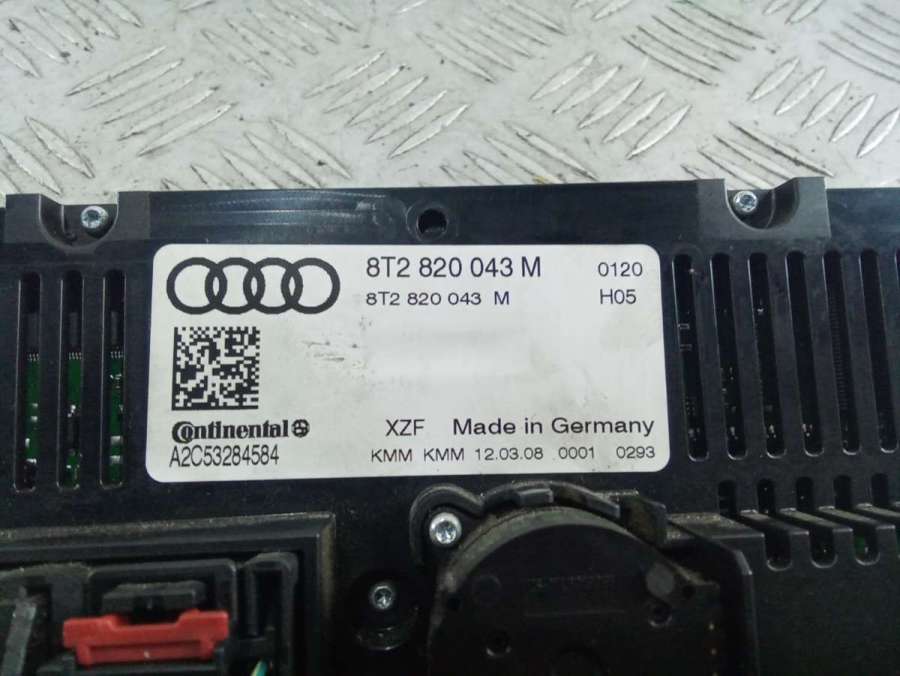 8T2 820 043 M 0120
8T2 820 043 M H05
Continental
XZF Made in Germany
A2C53284584
KMM KMM 12.03.08 0001 0293